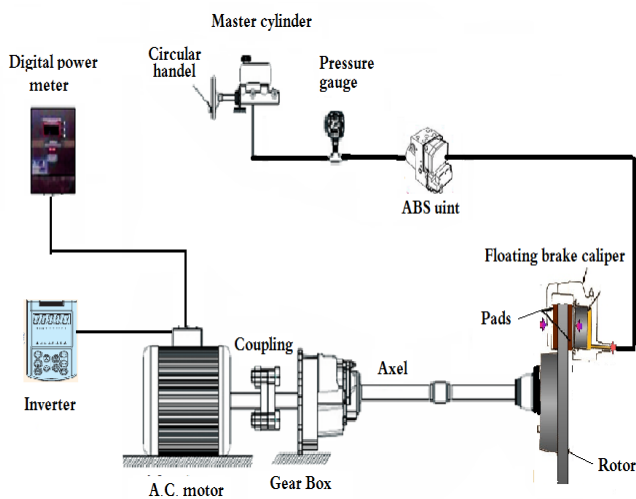 Master cylinder
Circular
handel
Pressure
gauge
Digital power
meter
ABS uint
Floating brake caliper
Pads
Coupling
Axel
Inverter
A.C. motor
Gear Box
Rotor